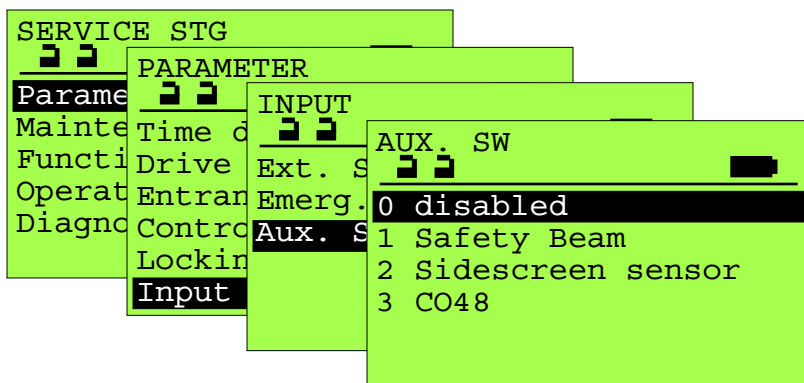 SERVICE STG
Parame
Mainte
Functi
Operat
Diagno
PARAMETER
Time d
Drive
Entran
Contro
Lockin
Input
INPUT
Ext. S
Emerg.
Aux. S
AUX. SW
0 disabled
1 Safety Beam
2 Sidescreen sensor
3 CO48